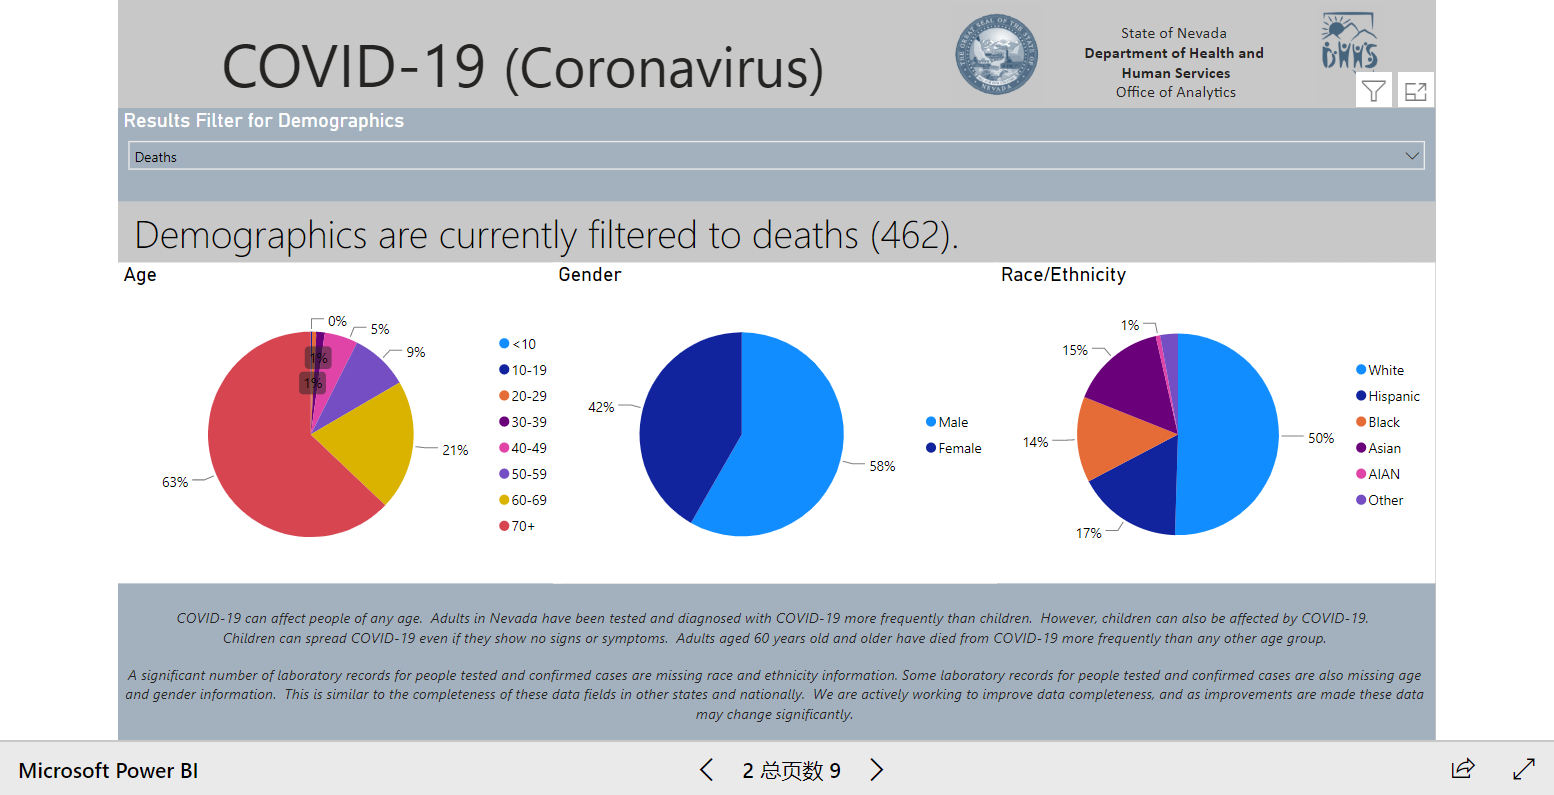 COVID-19 (Coronavirus)
State of Nevada
Department of Health and
Human Services
Office of Analytics
Results Filter for Demographics
Deaths
Demographics are currently filtered to deaths (462).
Age
0%
5%
9%
1%
1%
21%
63%
<10
10-19
20-29
30-39
40-49
50-59
60-69
70+
Gender
42%
58%
Male
Female
Race/Ethnicity
1%
15%
14%
50%
17%
White
Hispanic
Black
Asian
AIAN
Other
COVID-19 can affect people of any age. Adults in Nevada have been tested and diagnosed with COVID-19 more frequently than children. However, children can also be affected by COVID-19.
Children can spread COVID-19 even if they show no signs or symptoms. Adults aged 60 years old and older have died from COVID-19 more frequently than any other age group.
A significant number of laboratory records for people tested and confirmed cases are missing race and ethnicity information. Some laboratory records for people tested and confirmed cases are also missing age
and gender information. This is similar to the completeness of these data fields in other states and nationally. We are actively working to improve data completeness, and as improvements are made these data
may change significantly.
Microsoft Power BI
2 总页数 9